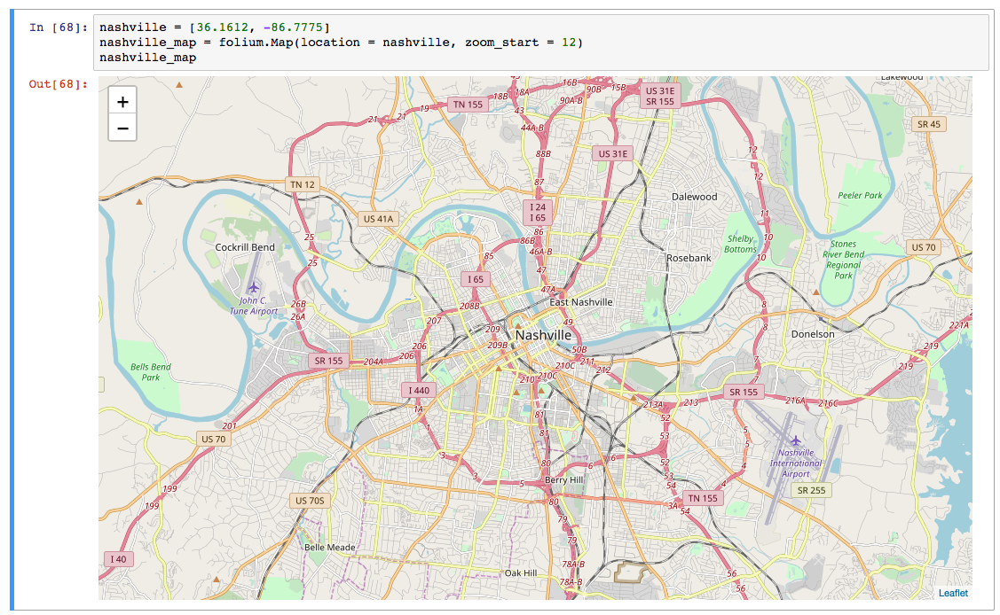 In [68]:
nashville = [36.1612, -86.7775]
nashville_map = folium.Map(location = nashville, zoom_start = 12)
nashville_map
Out[68]:
+
−
Lakewood
16B
90B
15B
18B
18A
90A-B
US 31E
SR 155
TN 155
19
21
21
43
44A-B
SR 45
88B
US 31E
12
12
87
TN 12
Dalewood
Peeler Park
I 24
I 65
US 41A
11
86
25
Cockrill Bend
86B
46A-B
Shelby
Bottoms
10
10
Stones
River Bend
Regional
Park
US 70
85
Rosebank
25
47
I 65
John C.
Tune Airport
47A
East Nashville
26B
26A
208B
8
8
207
49
209
Nashville
Donelson
221A
206
209B
50B
219
219
SR 155
204A
206
211
212
210C
210C
7
Bells Bend
Park
210
I 440
SR 155
213A
213
216A
216C
1A
81
52
201
1
81
53
5
5
US 70
3
80
6
6
52
4
4
Nashville
International
Airport
3
5
Berry Hill
53
54
199
199
US 70S
80
3A
54
TN 155
SR 255
79
79
Belle Meade
I 40
Oak Hill
78A-B
78A-B
56
56
Leaflet